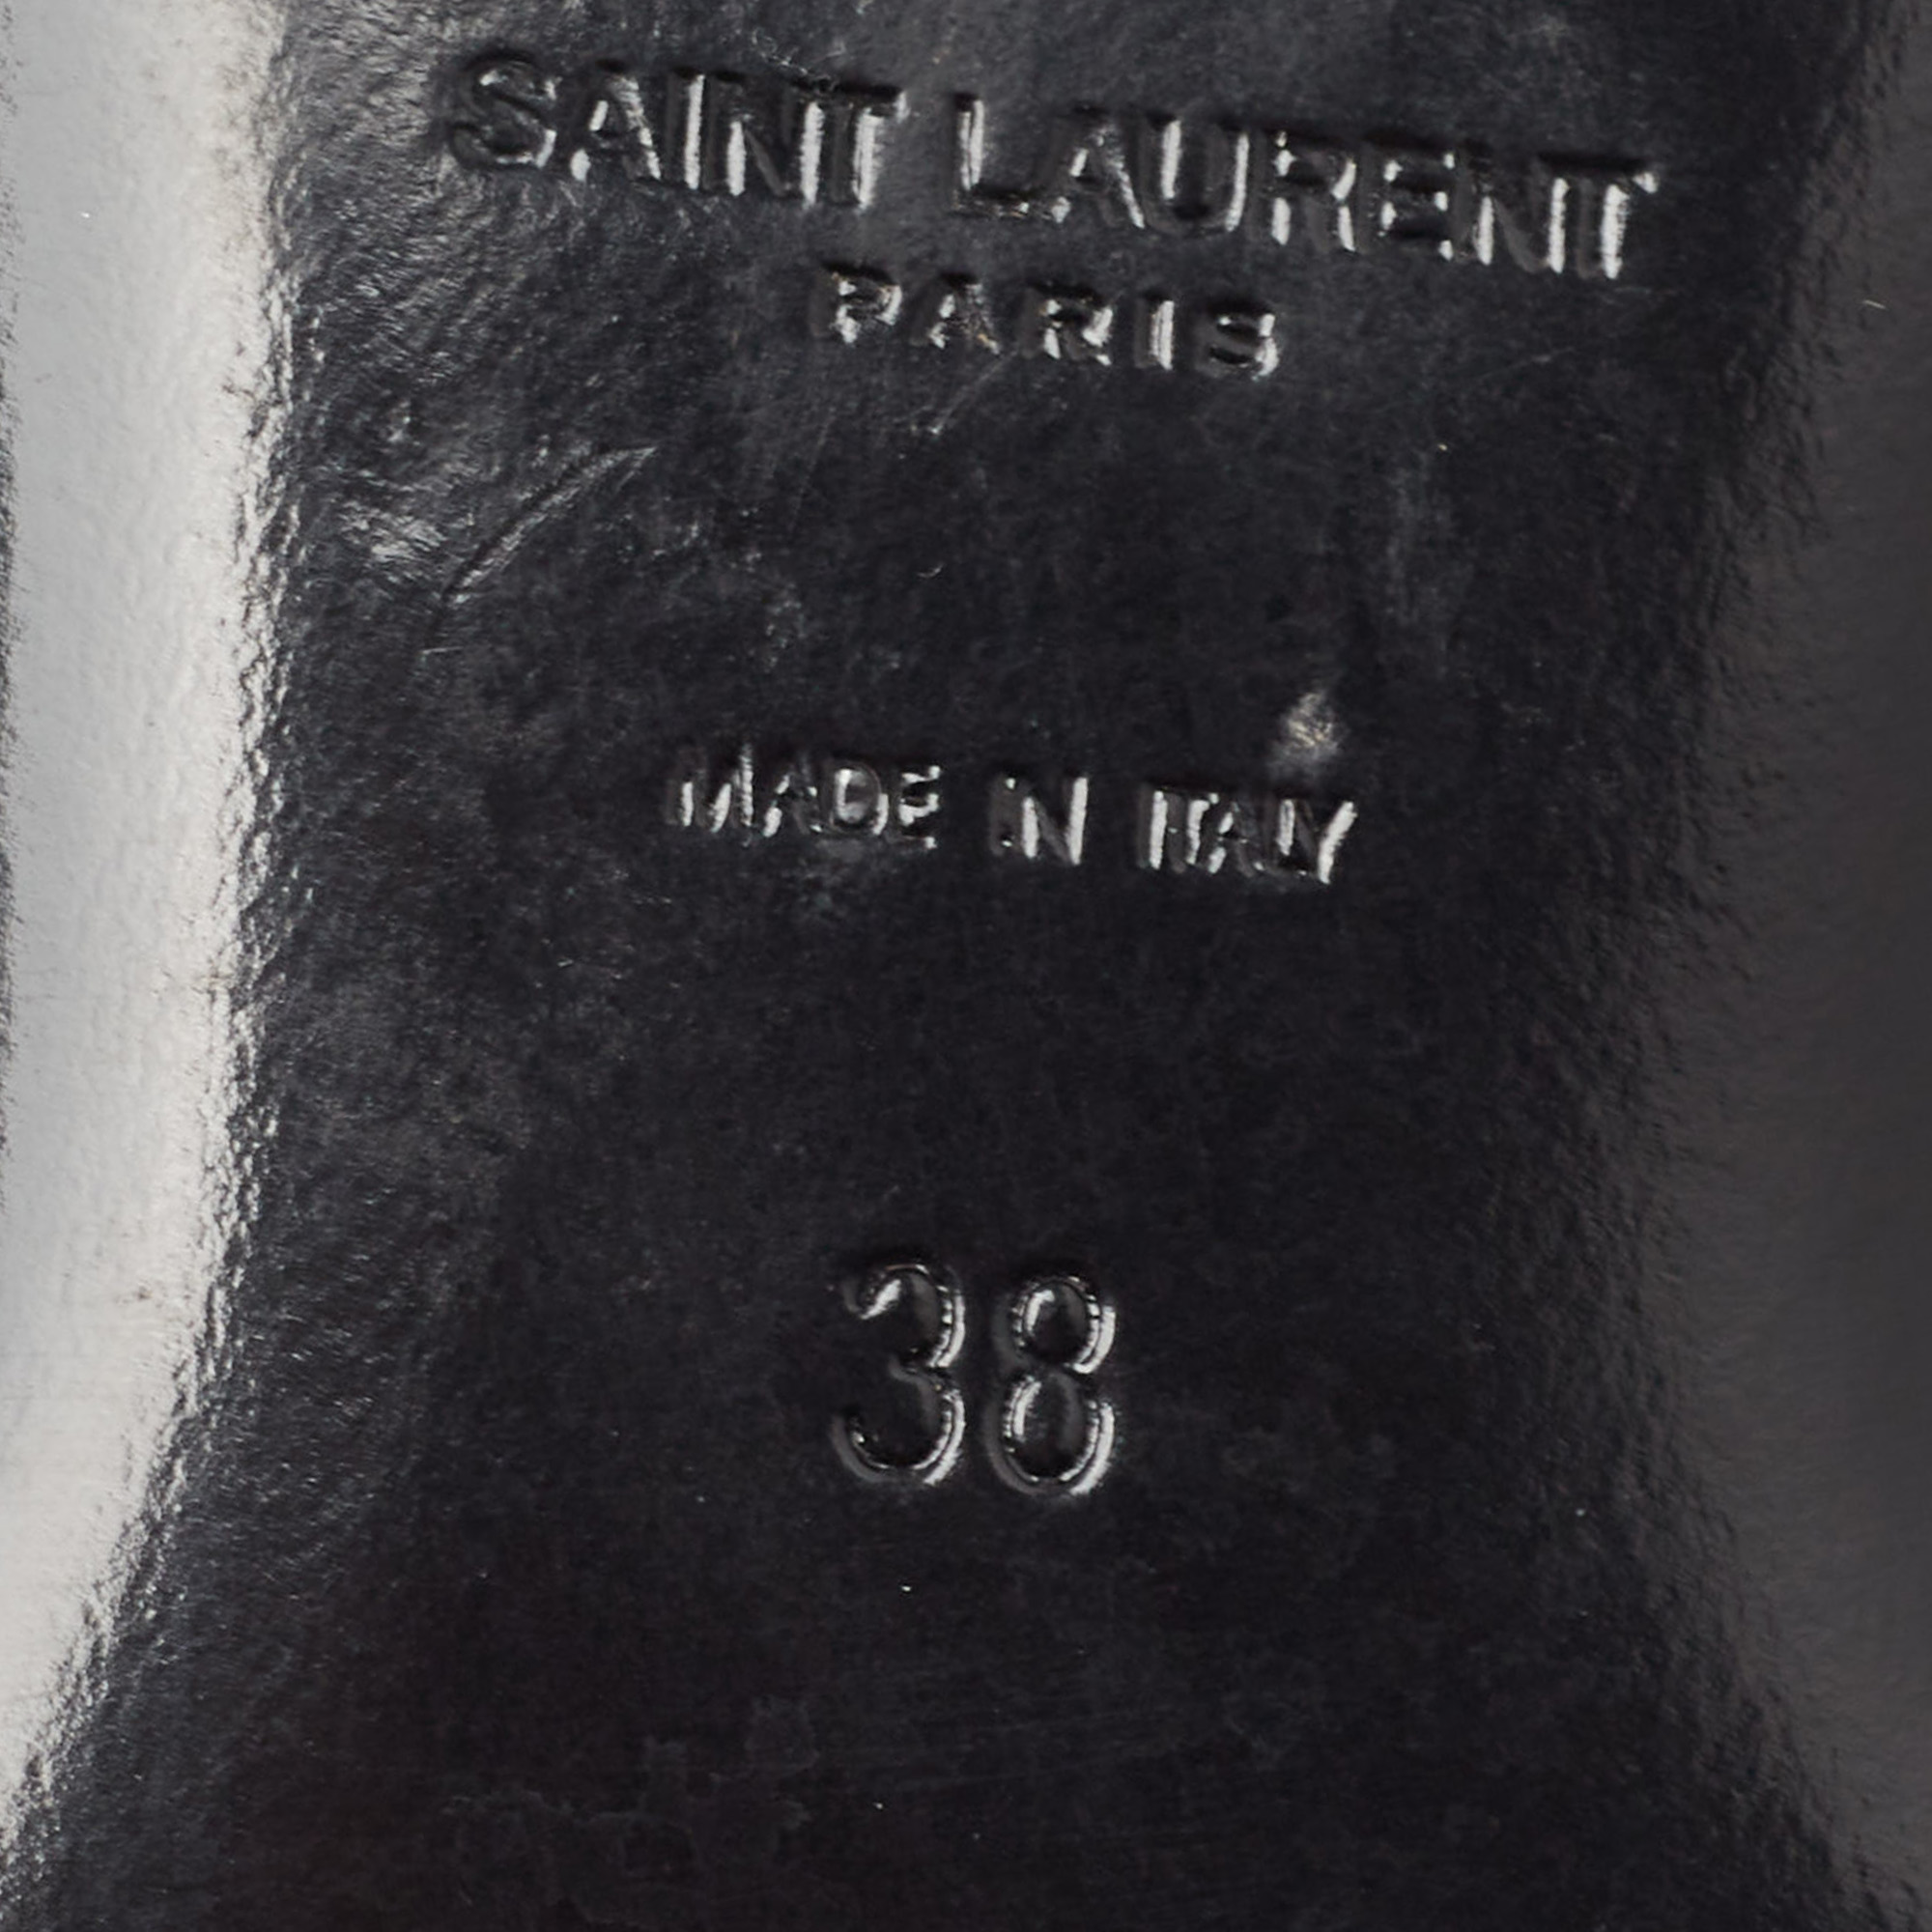 SAINT LAURENT
PARIS
MADE IN ITALY
38